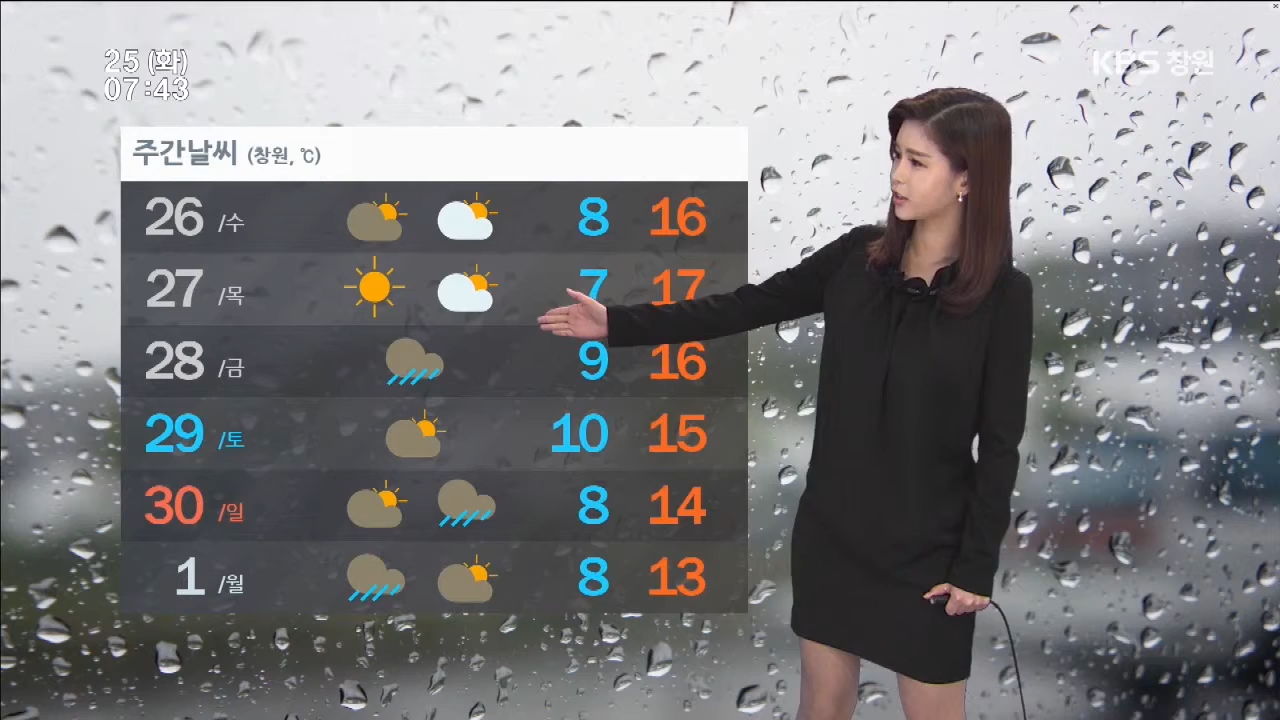 25 (화)
07:43
KBS 창원
주간날씨 (창원, ℃)
26 /수 8 16
27 /목 7 17
28 /금 9 16
29 /토 10 15
30 /일 8 14
1 /월 8 13